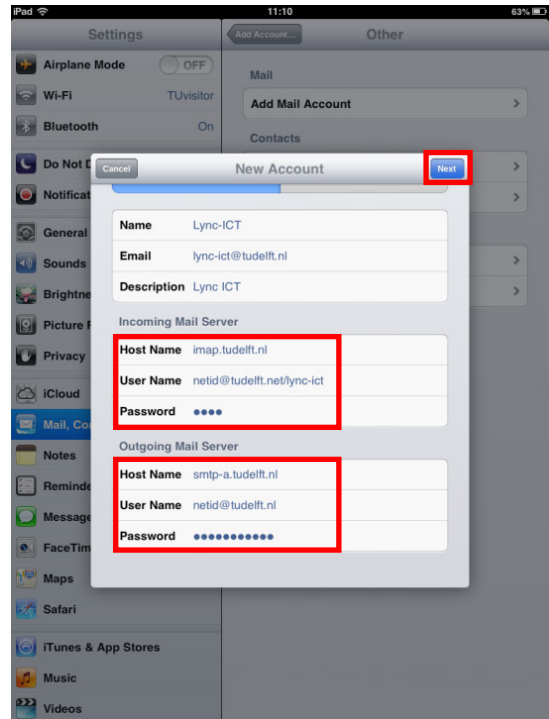 iPad 11:10 63%
Settings
Add Account... Other
Airplane Mode OFF
Wi-Fi TUvisitor
Bluetooth On
Do Not D
Notificat
General
Sounds
Brightne
Picture F
Privacy
iCloud
Mail, Co
Notes
Reminde
Message
FaceTim
Maps
Safari
iTunes & App Stores
Music
Videos
Mail
Add Mail Account
Contacts
Cancel New Account Next
Name Lync-ICT
Email lync-ict@tudelft.nl
Description Lync ICT
Incoming Mail Server
Host Name imap.tudelft.nl
User Name netid@tudelft.net/lync-ict
Password ●●●●
Outgoing Mail Server
Host Name smtp-a.tudelft.nl
User Name netid@tudelft.nl
Password ●●●●●●●●●●●